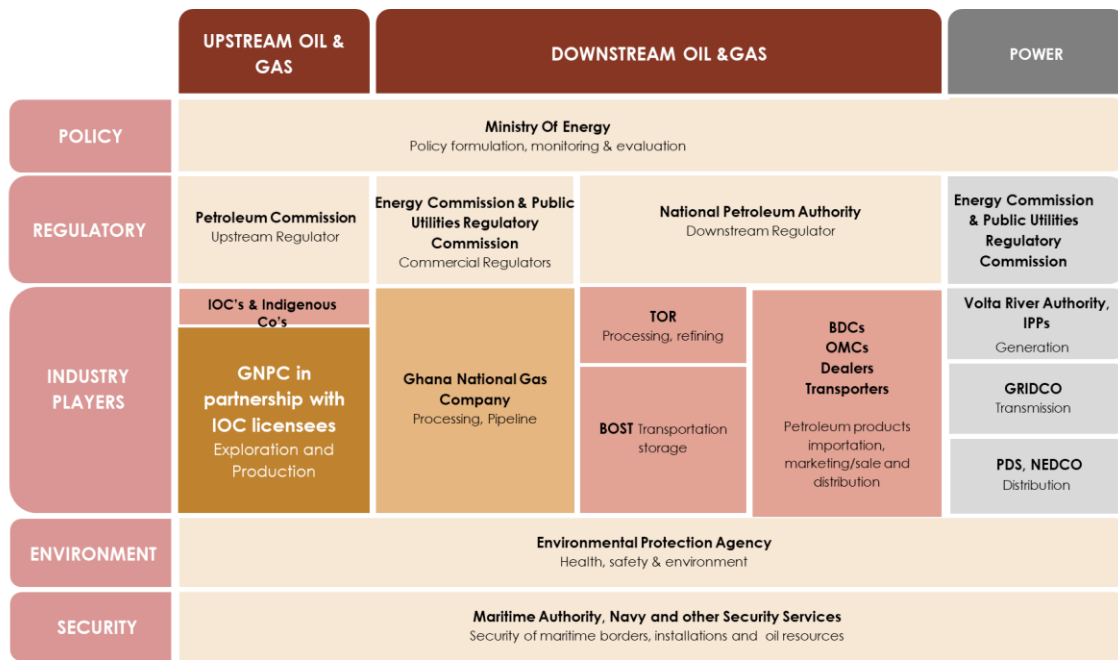 UPSTREAM OIL &
GAS
DOWNSTREAM OIL &GAS
POWER
POLICY
Ministry Of Energy
Policy formulation, monitoring & evaluation
REGULATORY
Petroleum Commission
Upstream Regulator
Energy Commission & Public
Utilities Regulatory
Commission
Commercial Regulators
National Petroleum Authority
Downstream Regulator
Energy Commission
& Public Utilities
Regulatory
Commission
INDUSTRY
PLAYERS
IOC's & Indigenous
Co's
GNPC in
partnership with
IOC licensees
Exploration and
Production
Ghana National Gas
Company
Processing, Pipeline
TOR
Processing, refining
BOST Transportation
storage
BDCs
OMCs
Dealers
Transporters
Petroleum products
importation,
marketing/sale and
distribution
Volta River Authority,
IPPs
Generation
GRIDCO
Transmission
PDS, NEDCO
Distribution
ENVIRONMENT
Environmental Protection Agency
Health, safety & environment
SECURITY
Maritime Authority, Navy and other Security Services
Security of maritime borders, installations and oil resources